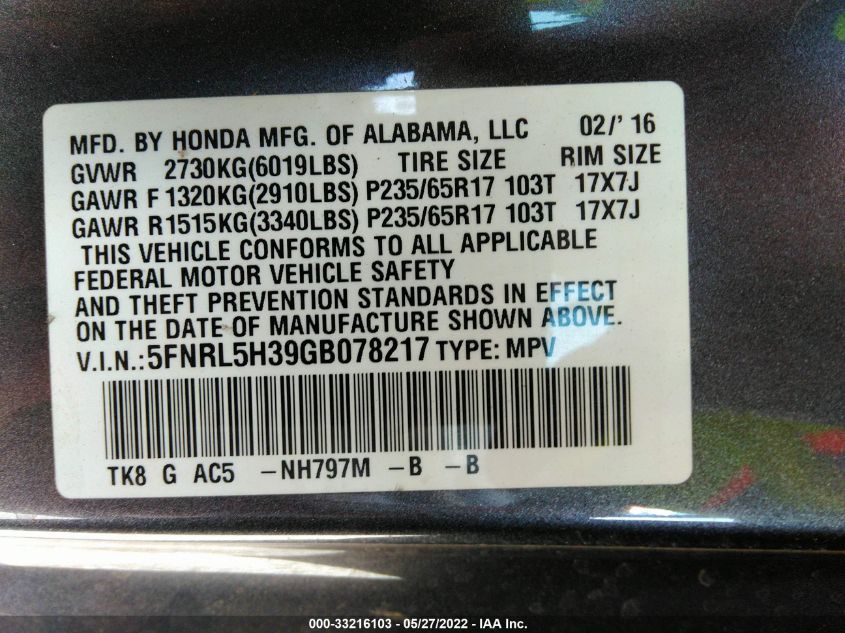 MFD. BY HONDA MFG. OF ALABAMA, LLC 02/' 16
GVWR 2730KG(6019LBS) TIRE SIZE RIM SIZE
GAWR F 1320KG(2910LBS) P235/65R17 103T 17X7J
GAWR R1515KG(3340LBS) P235/65R17 103T 17X7J
THIS VEHICLE CONFORMS TO ALL APPLICABLE
FEDERAL MOTOR VEHICLE SAFETY
AND THEFT PREVENTION STANDARDS IN EFFECT
ON THE DATE OF MANUFACTURE SHOWN ABOVE.
V.I.N.: 5FNRL5H39GB078217 TYPE: MPV
TK8 G AC5 -NH797M -B -B
000-33216103 — 05/27/2022 - IAA Inc.